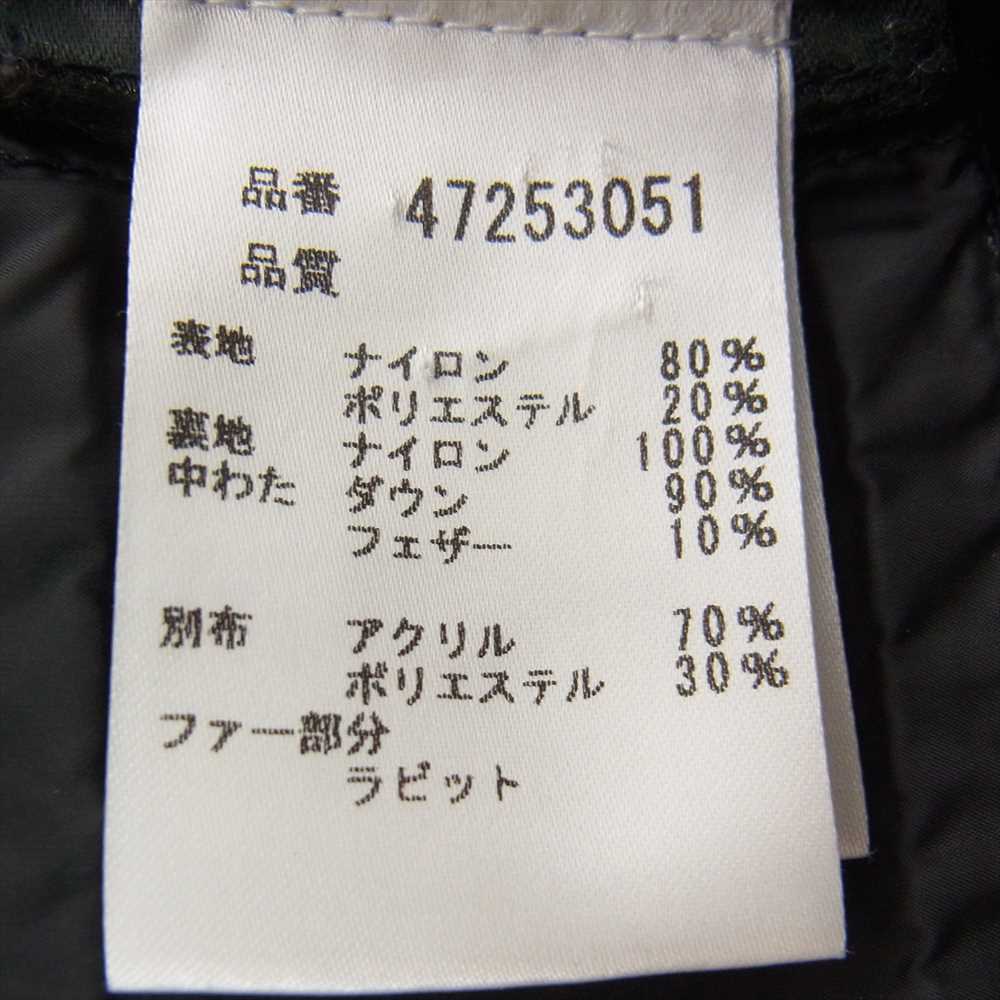 品番 47253051
品質
表地 ナイロン 80%
ポリエステル 20%
裏地 ナイロン 100%
中わた ダウン 90%
フェザー 10%
別布 アクリル 70%
ポリエステル 30%
ファー部分
ラビット